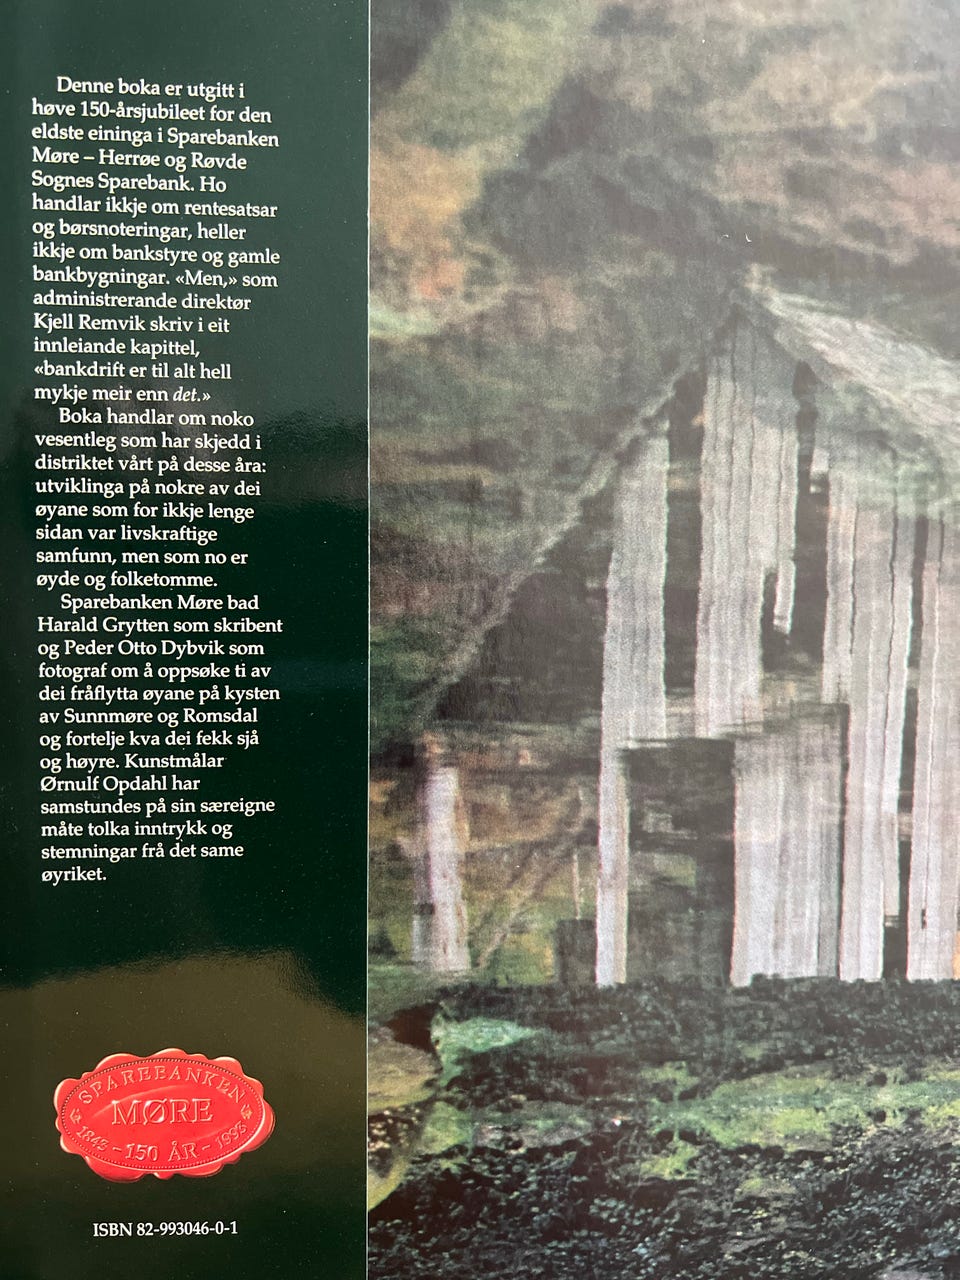 Denne boka er utgitt i
høve 150-årsjubileet for den
eldste eininga i Sparebanken
Møre – Herrøe og Røvde
Sognes Sparebank. Ho
handlar ikkje om rentesatsar
og børsnoteringar, heller
ikkje om bankstyre og gamle
bankbygningar. «Men,» som
administrerande direktør
Kjell Remvik skriv i eit
innleiande kapittel,
«bankdrift er til alt hell
mykje meir enn det.»
Boka handlar om noko
vesentleg som har skjedd i
distriktet vårt på desse åra:
utviklinga på nokre av dei
øyane som for ikkje lenge
sidan var livskraftige
samfunn, men som no er
øyde og folketomme.
Sparebanken Møre bad
Harald Grytten som skribent
og Peder Otto Dybvik som
fotograf om å oppsøke ti av
dei fråflytta øyane på kysten
av Sunnmøre og Romsdal
og fortelje kva dei fekk sjå
og høyre. Kunstmålar
Ørnulf Opdahl har
samstundes på sin særeigne
måte tolka inntrykk og
stemningar frå det same
øyriket.
SPAREBANKEN
MØRE
1843 - 150 ÅR - 1993
ISBN 82-993046-0-1